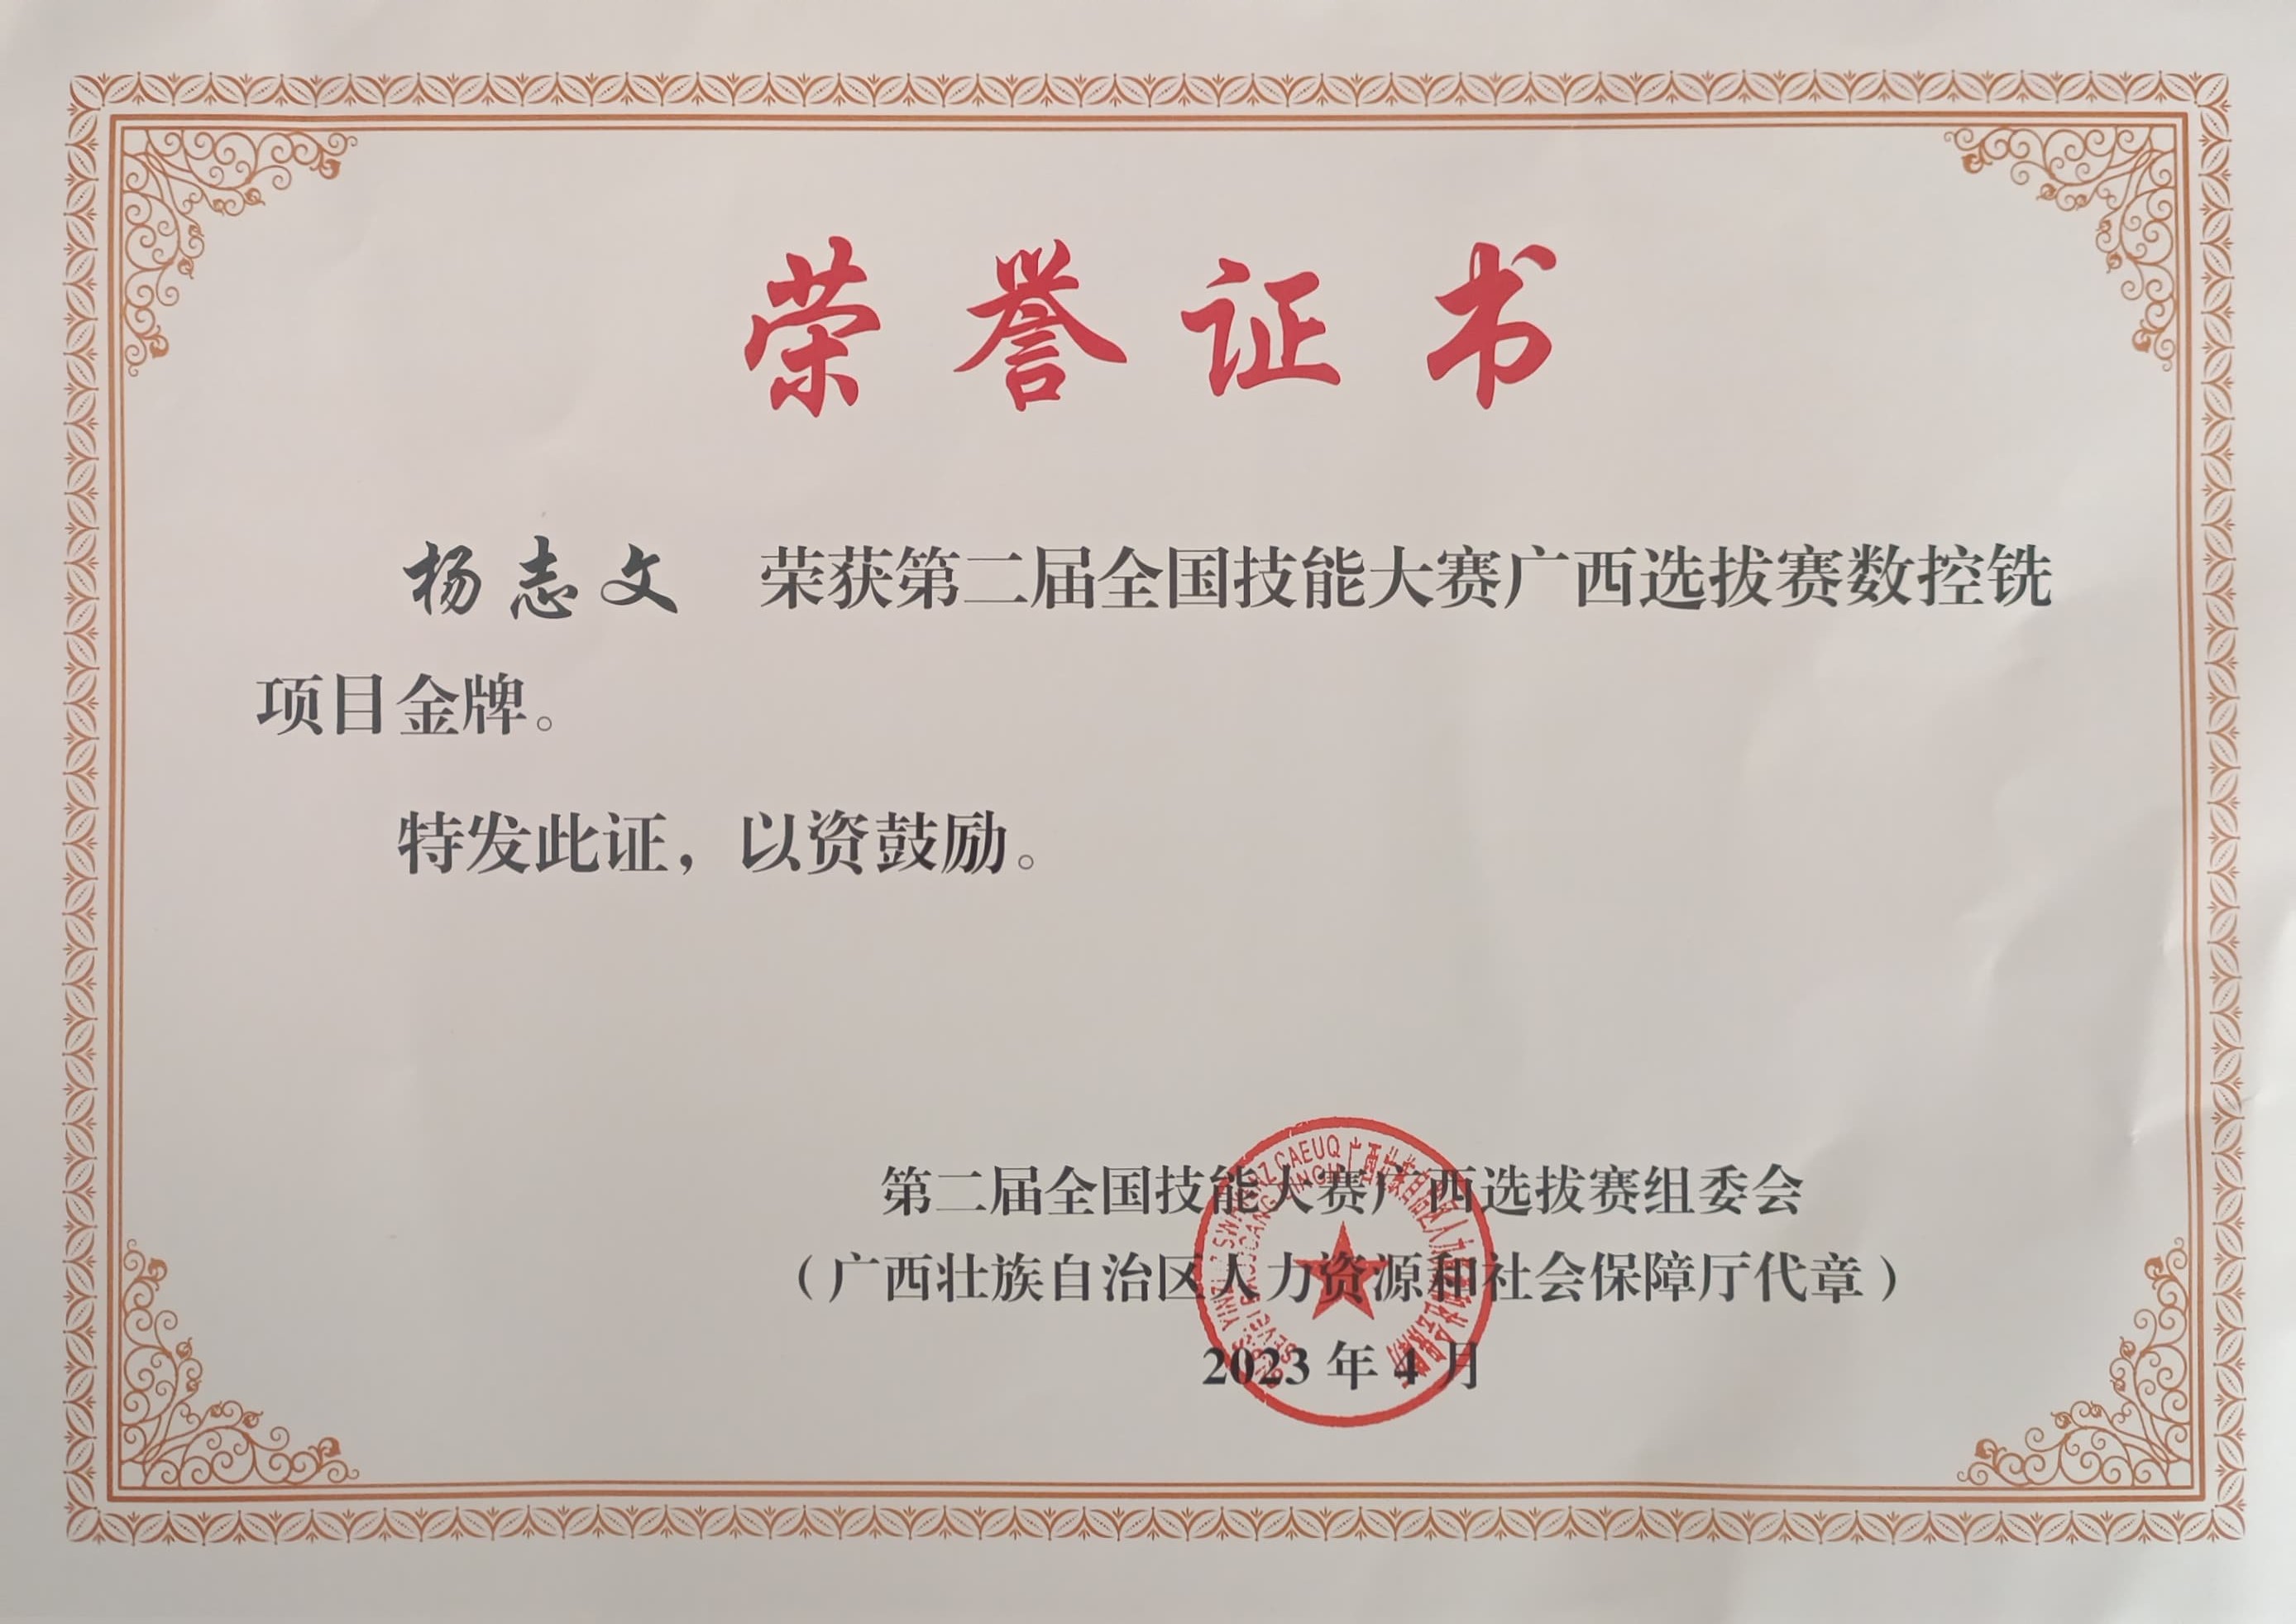 荣誉证书
杨志文 荣获第二届全国技能大赛广西选拔赛数控铣
项目金牌。
特发此证，以资鼓励。
第二届全国技能大赛广西选拔赛组委会
（广西壮族自治区人力资源和社会保障厅代章）
2023 年 4 月